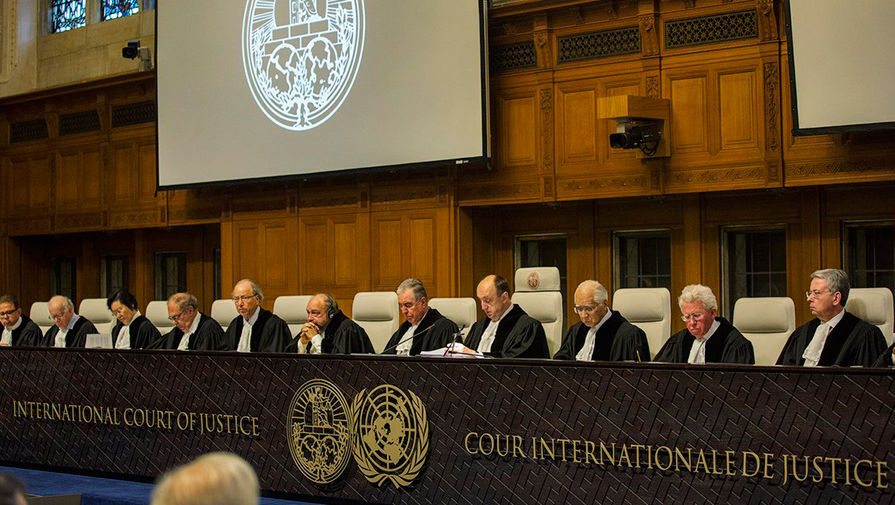 INTERNATIONAL COURT OF JUSTICE
COUR INTERNATIONALE DE JUSTICE